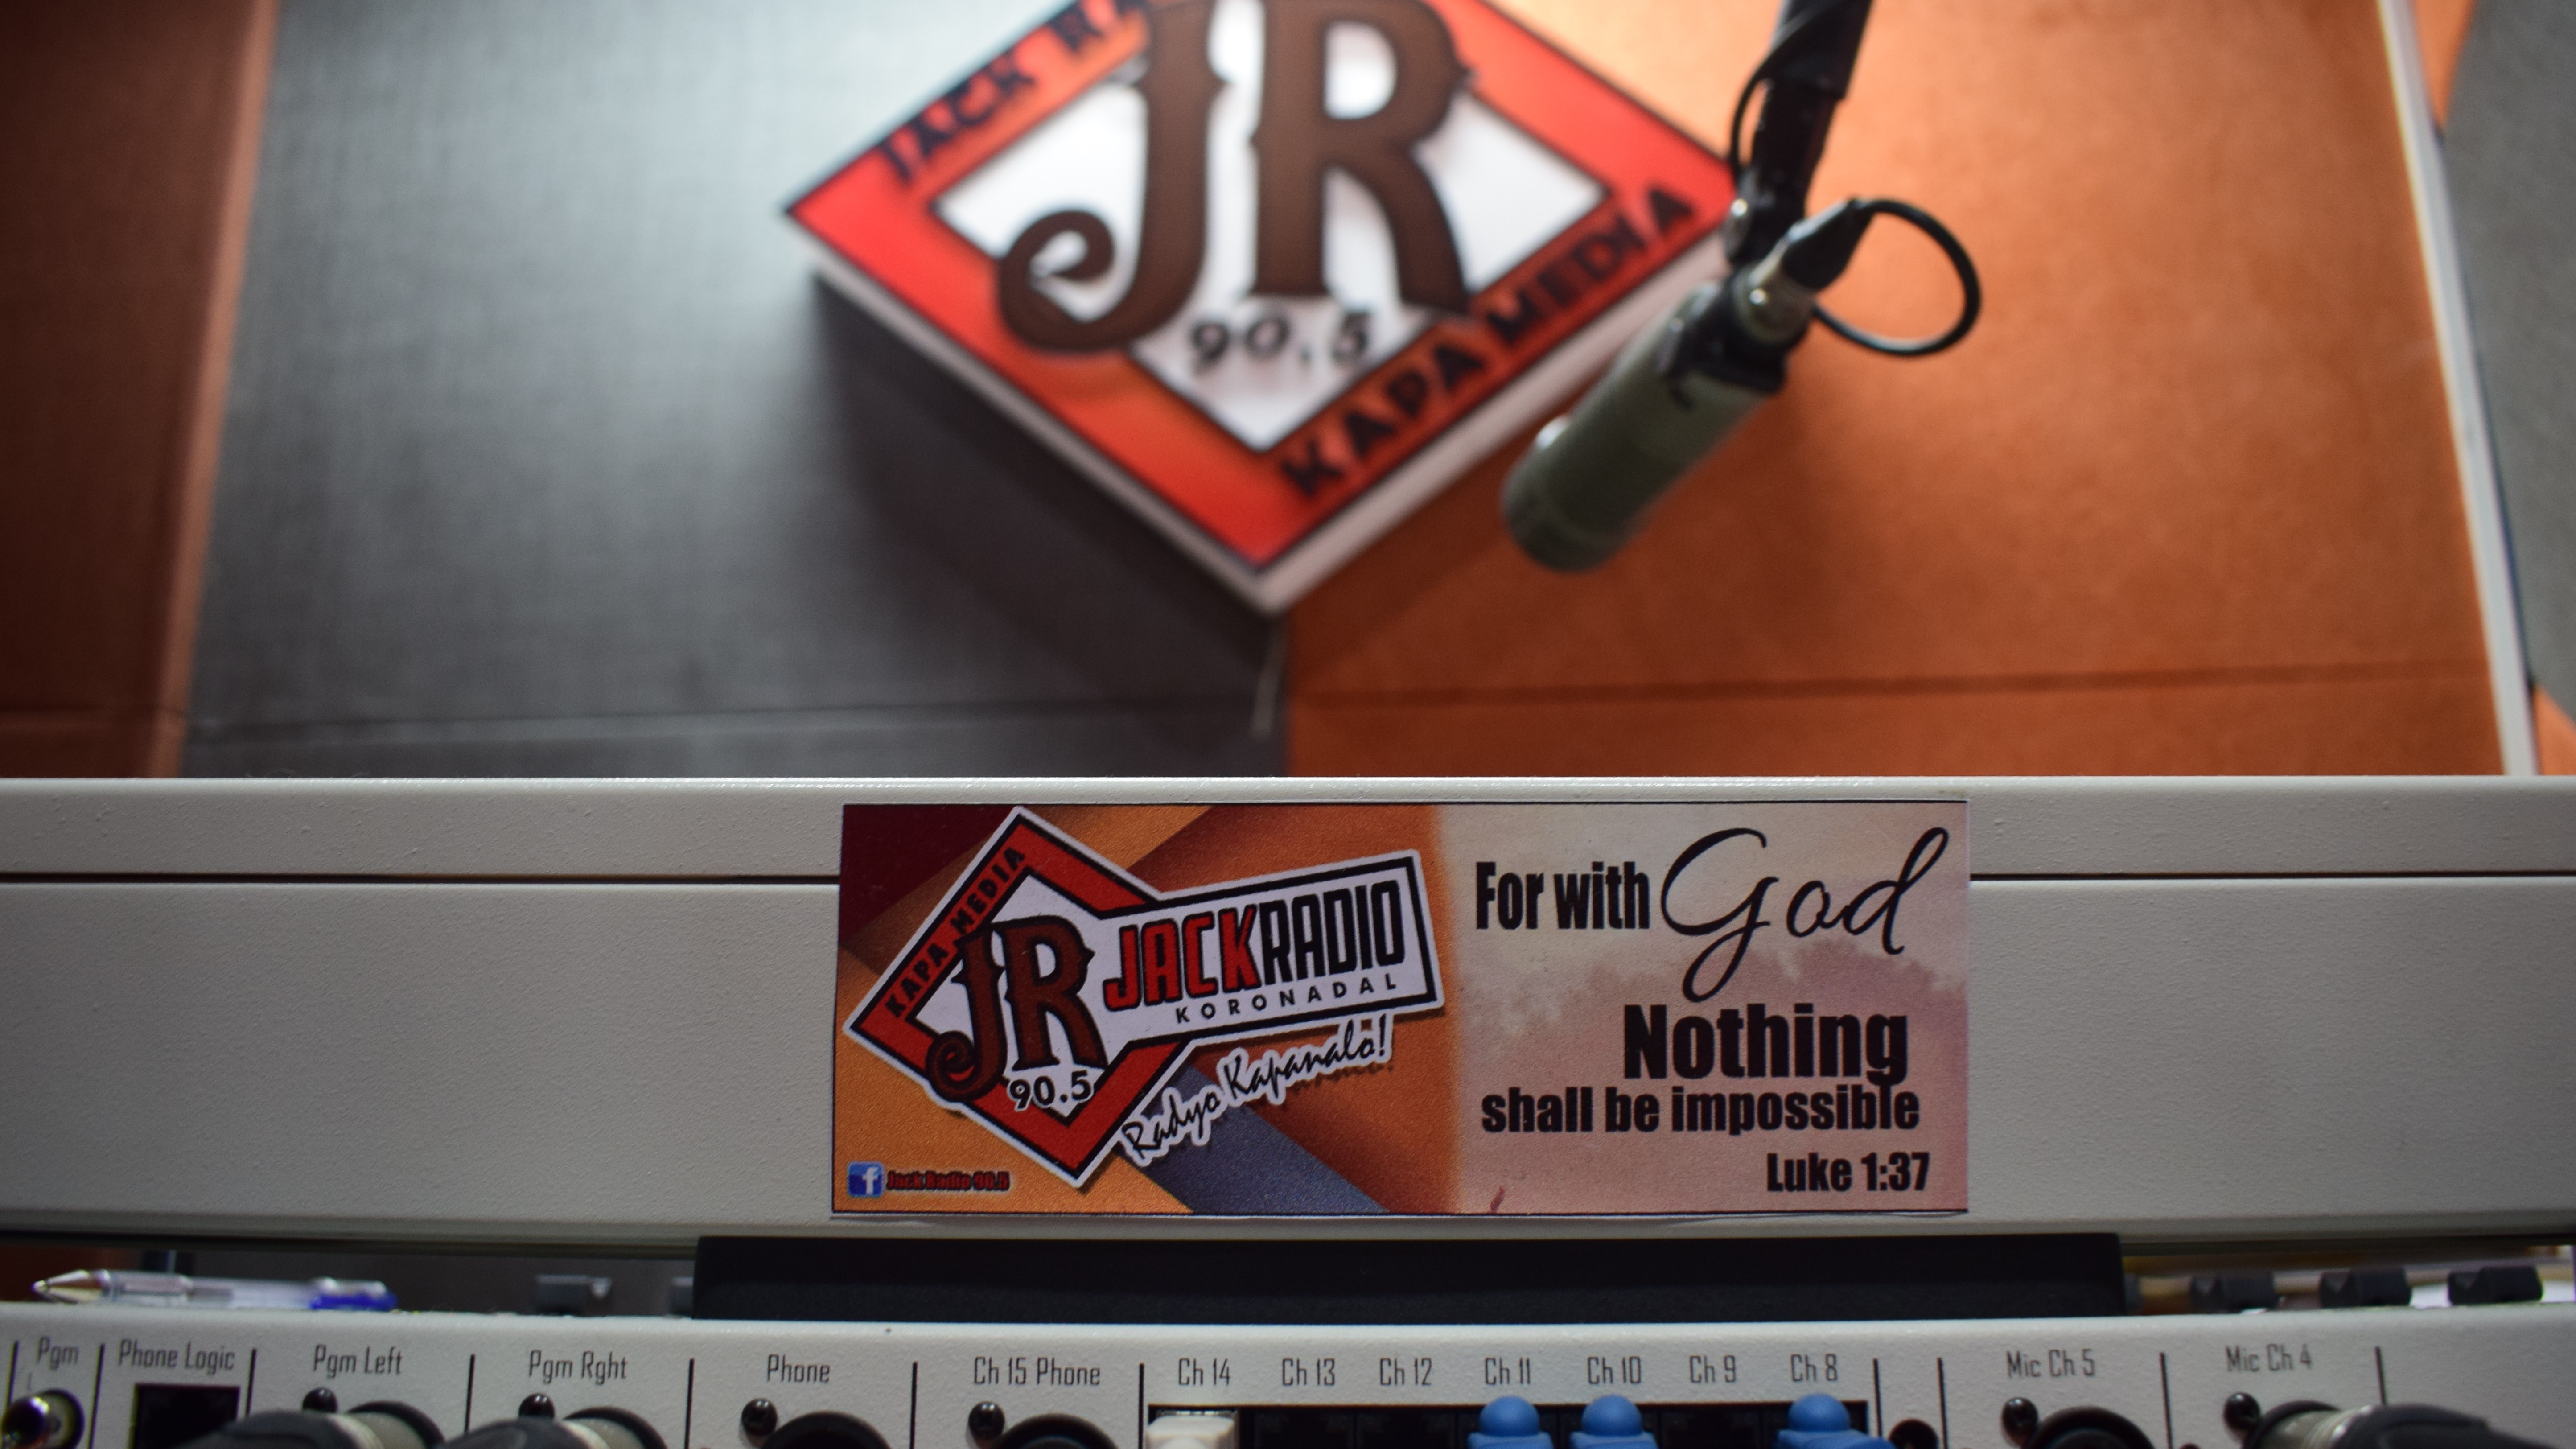 JACK RA
JR
90.5
KAPA MEDIA
KAPA MEDIA
JR
90.5
JACKRADIO
KORONADAL
Radyo Kapanalo!
f Jack Radio 90.5
For with God
Nothing
shall be impossible
Luke 1:37
Pgm
Phone Logic
Pgm Left
Pgm Rght
Phone
Ch 15 Phone
Ch 14
Ch 13
Ch 12
Ch 11
Ch 10
Ch 9
Ch 8
Mic Ch 5
Mic Ch 4